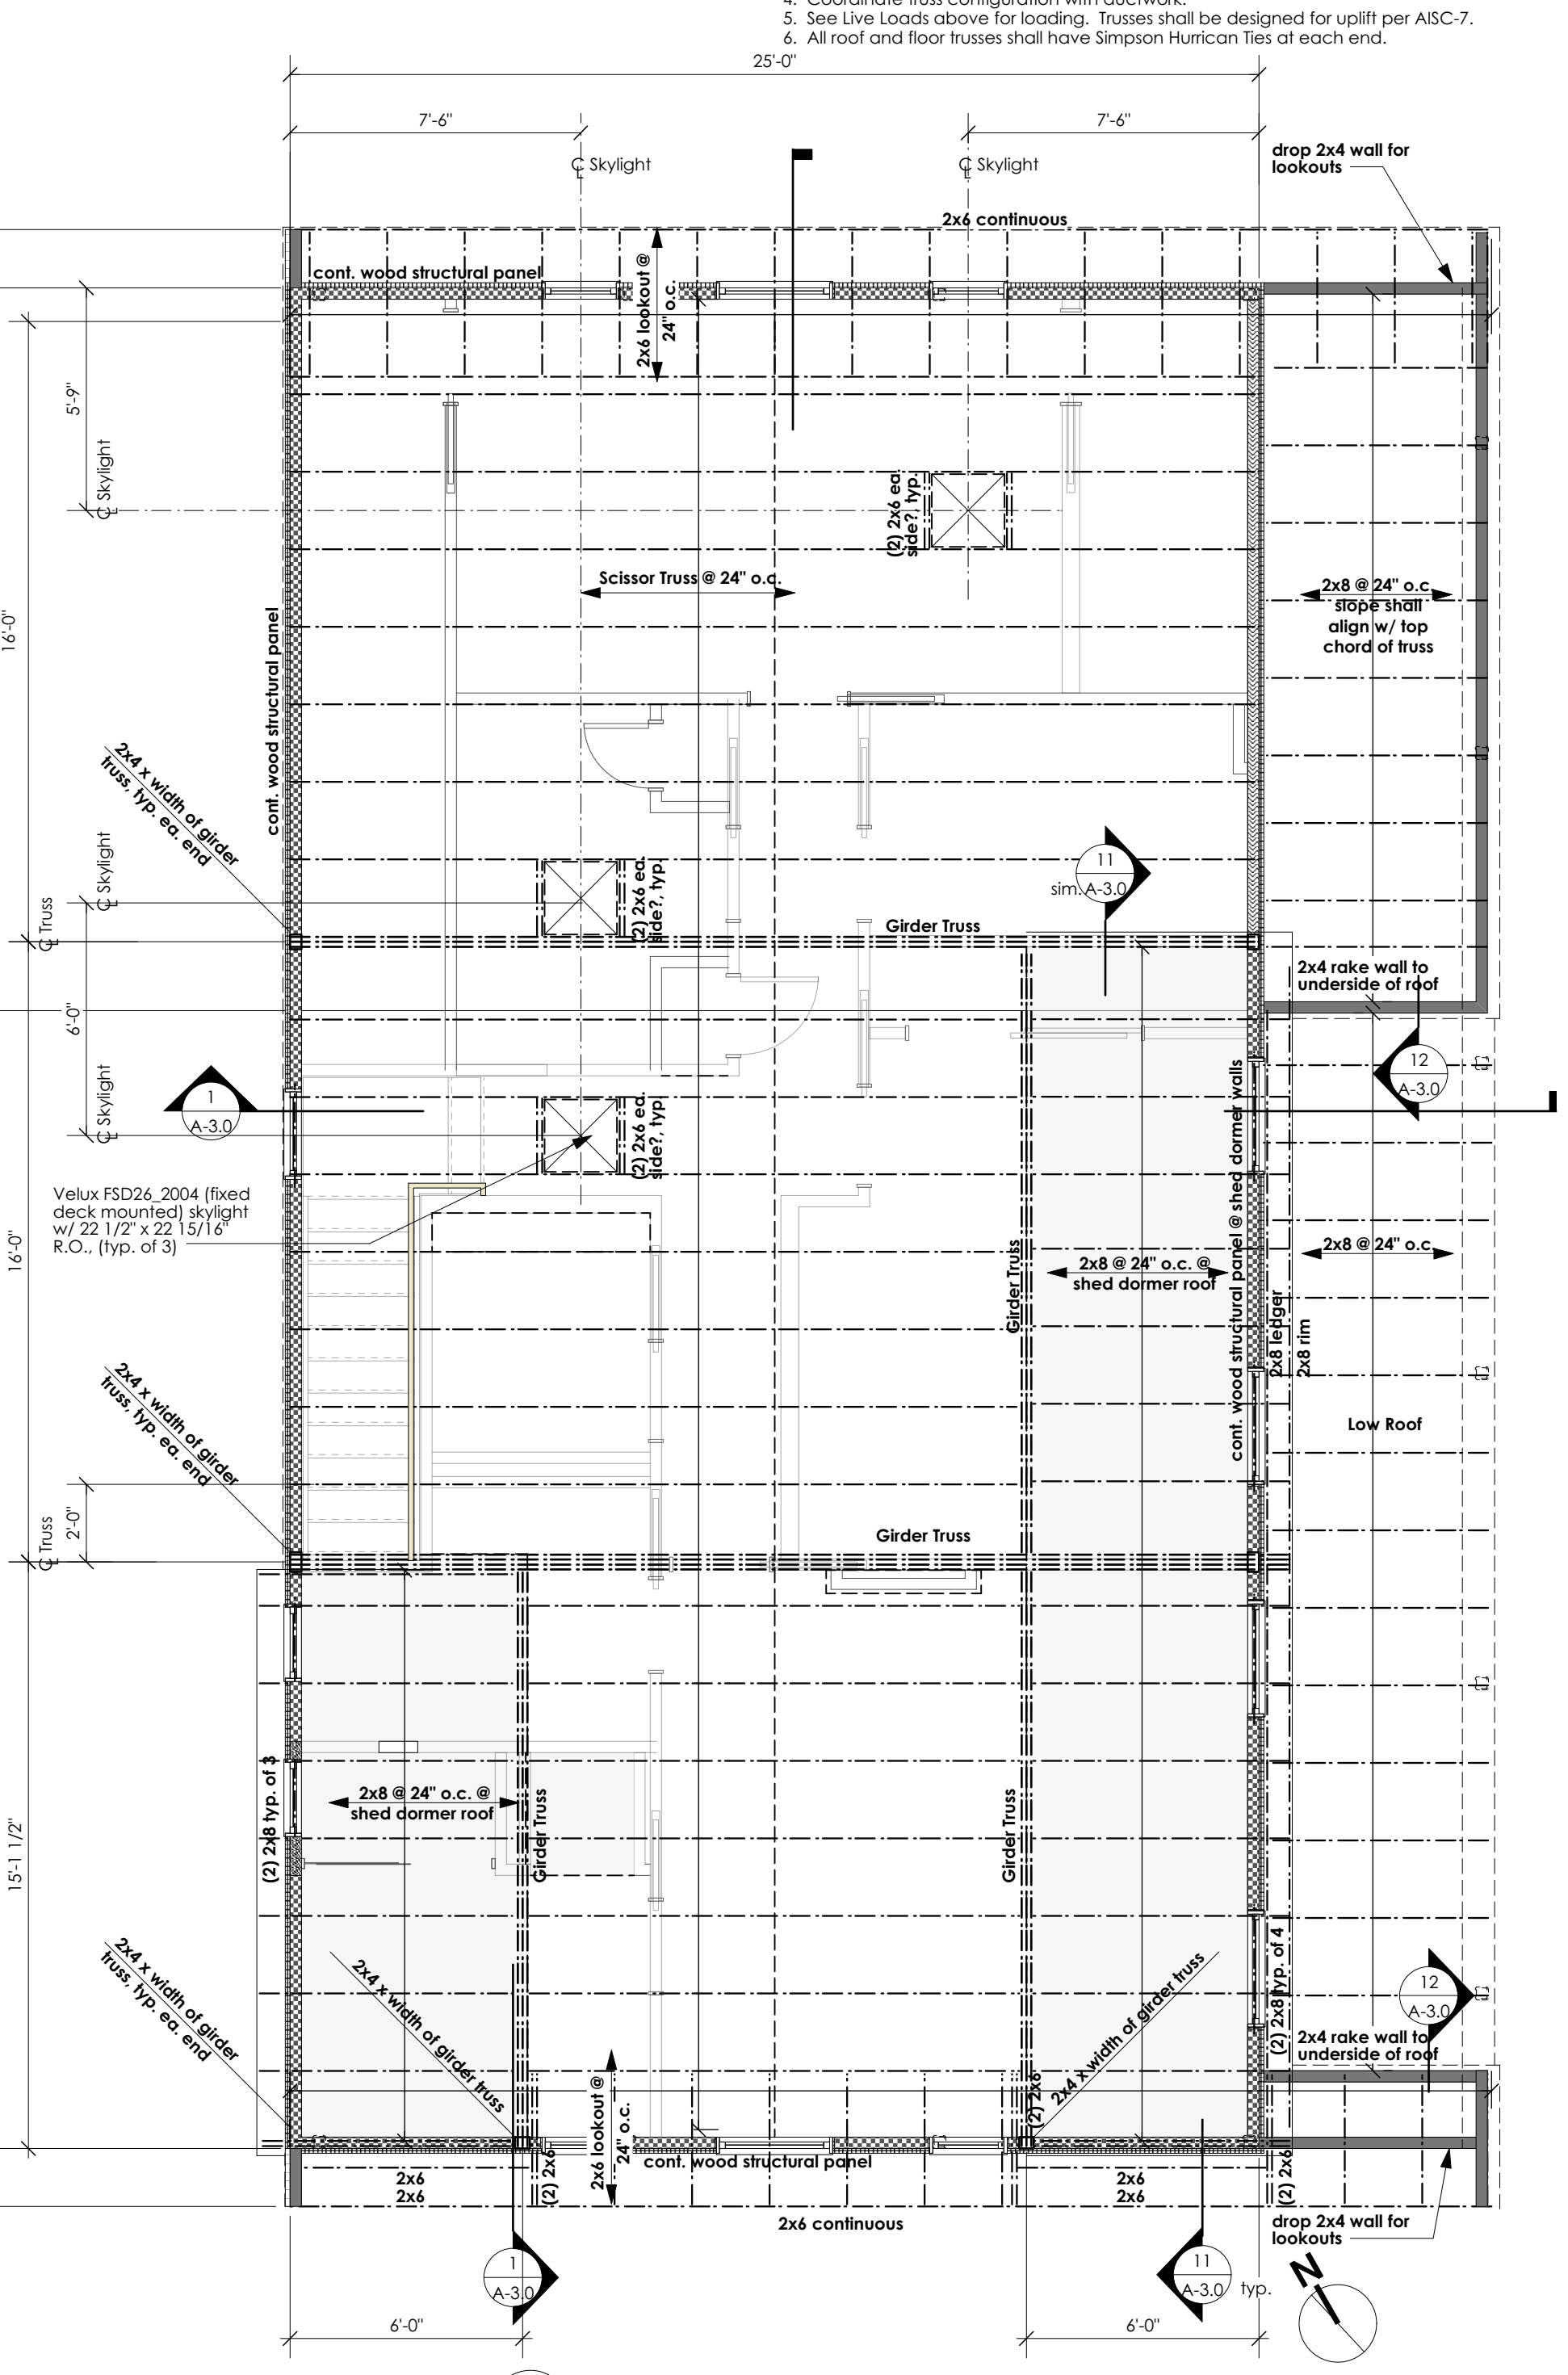 4. Coordinate truss configuration with ductwork.
5. See Live Loads above for loading. Trusses shall be designed for uplift per AISC-7.
6. All roof and floor trusses shall have Simpson Hurrican Ties at each end.
25'-0"
7'-6"
7'-6"
℄ Skylight
℄ Skylight
drop 2x4 wall for
lookouts
2x6 continuous
cont. wood structural panel
2x6 lookout @
24" o.c.
5'-9"
℄ Skylight
16'-0"
(2) 2x6 ea.
side?, typ.
Scissor Truss @ 24" o.c.
2x8 @ 24" o.c.
slope shall
align w/ top
chord of truss
cont. wood structural panel
2x4 x width of girder
truss, typ. ea. end
℄ Skylight
℄ Truss
(2) 2x6 ea.
side?, typ.
11
sim. A-3.0
Girder Truss
2x4 rake wall to
underside of roof
6'-0"
℄ Skylight
1
A-3.0
(2) 2x6 ea.
side?, typ.
12
A-3.0
Velux FSD26_2004 (fixed
deck mounted) skylight
w/ 22 1/2" x 22 15/16"
R.O., (typ. of 3)
16'-0"
Girder Truss
2x8 @ 24" o.c. @
shed dormer roof
cont. wood structural panel @ shed dormer walls
2x8 ledger
2x8 rim
2x8 @ 24" o.c.
Low Roof
2x4 x width of girder
truss, typ. ea. end
2'-0"
℄ Truss
Girder Truss
15'-1 1/2"
(2) 2x8 typ. of 3
2x8 @ 24" o.c. @
shed dormer roof
Girder Truss
Girder Truss
2x4 x width of girder
truss, typ. ea. end
2x4 x width of girder truss
2x4 x width of girder truss
(2) 2x8 typ. of 4
12
A-3.0
2x4 rake wall to
underside of roof
2x6 lookout @
24" o.c.
(2) 2x6
cont. wood structural panel
2x6
2x6
(2) 2x6
2x6
2x6
(2) 2x6
2x6 continuous
drop 2x4 wall for
lookouts
1
A-3.0
11
A-3.0
typ.
N
6'-0"
6'-0"